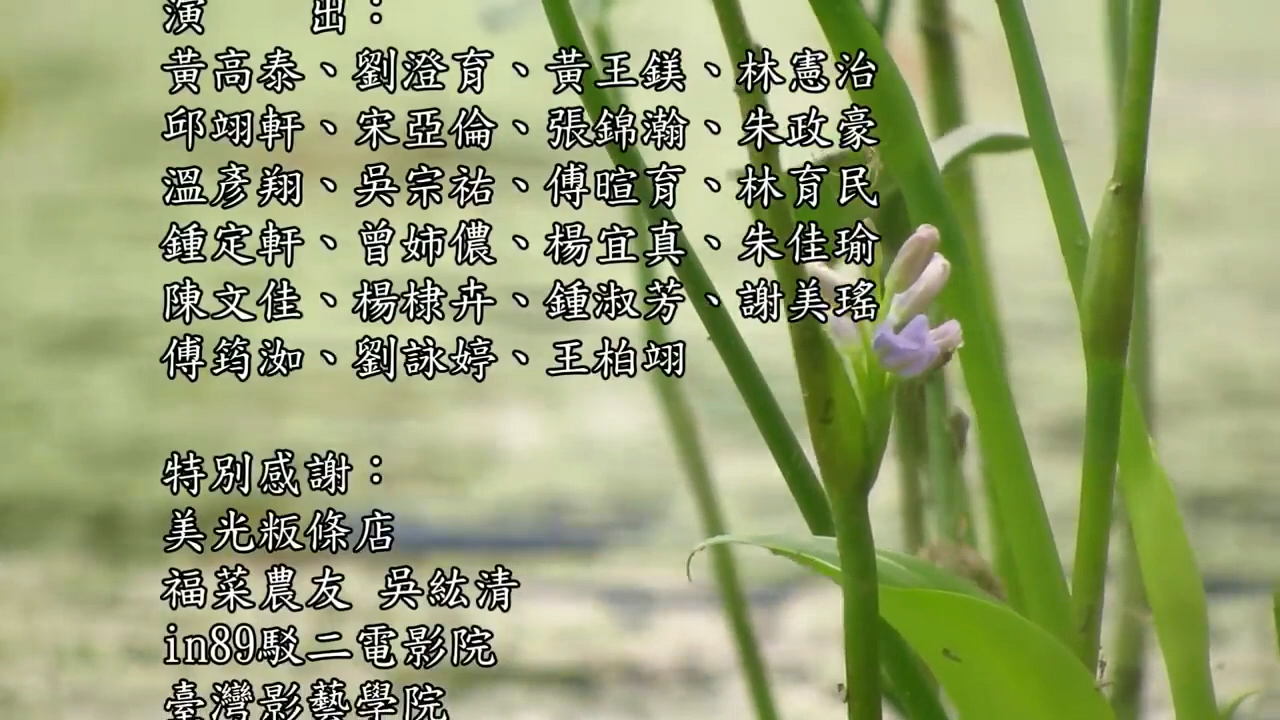 演　　出：
黃高泰、劉澄育、黃王鎂、林憲治
邱翊軒、宋亞倫、張錦瀚、朱政豪
溫彥翔、吳宗祐、傅暄育、林育民
鍾定軒、曾姉儂、楊宜真、朱佳瑜
陳文佳、楊棣卉、鍾淑芳、謝美瑤
傅筠洳、劉詠婷、王柏翊
特別感謝：
美光粄條店
福菜農友 吳紘清
in89駁二電影院
臺灣影藝學院